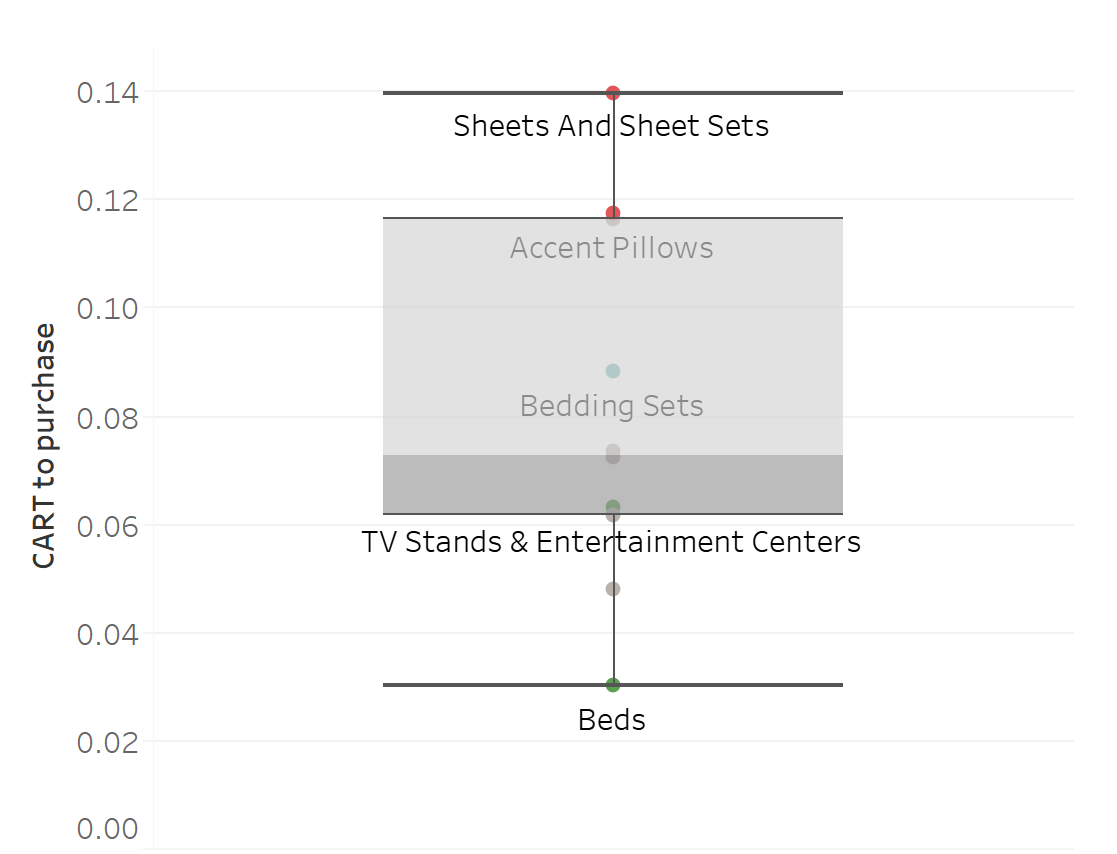 0.14
Sheets And Sheet Sets
0.12
Accent Pillows
0.10
CART to purchase
Bedding Sets
0.08
0.06
TV Stands & Entertainment Centers
0.04
Beds
0.02
0.00